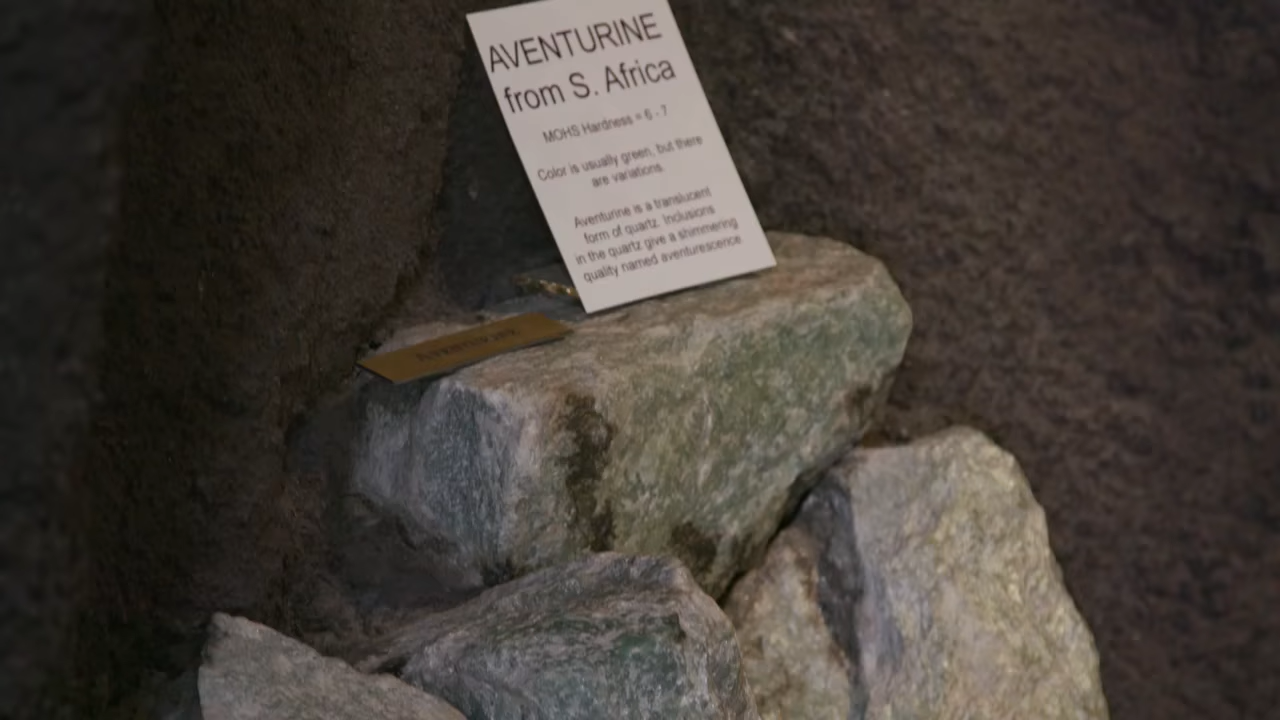 AVENTURINE
from S. Africa
MOHS Hardness = 6 - 7
Color is usually green, but there
are variations.
Aventurine is a translucent
form of quartz. Inclusions
in the quartz give a shimmering
quality named aventurescence.